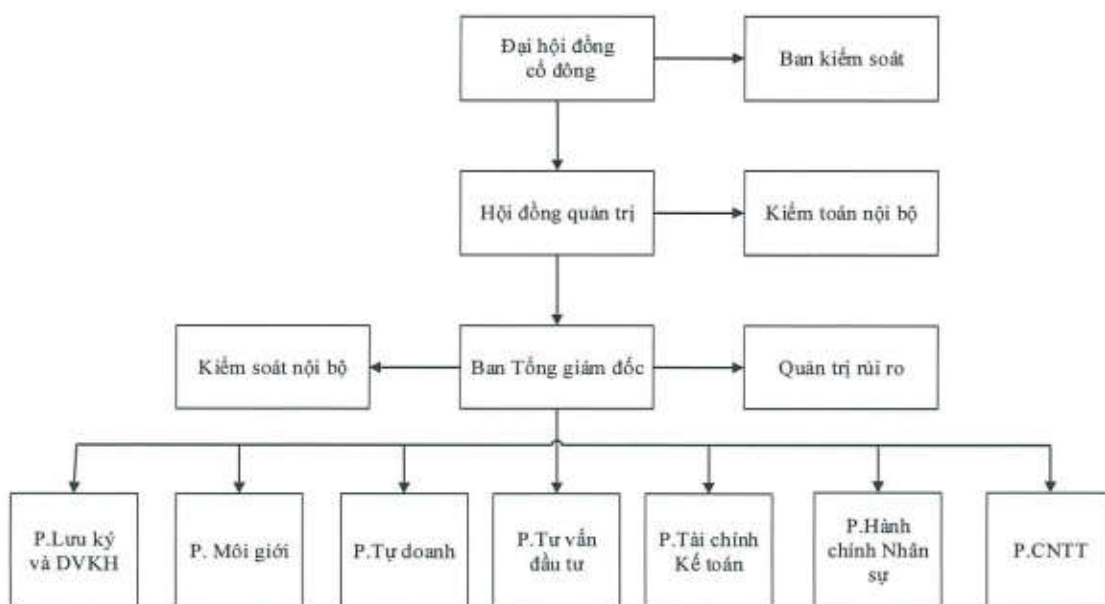 Đại hội đồng
cổ đông
Ban kiểm soát
Hội đồng quản trị
Kiểm toán nội bộ
Kiểm soát nội bộ
Ban Tổng giám đốc
Quản trị rủi ro
P.Lưu ký
và DVKH
P. Môi giới
P.Tự doanh
P.Tư vấn
đầu tư
P.Tài chính
Kế toán
P.Hành
chính Nhân
sự
P.CNTT